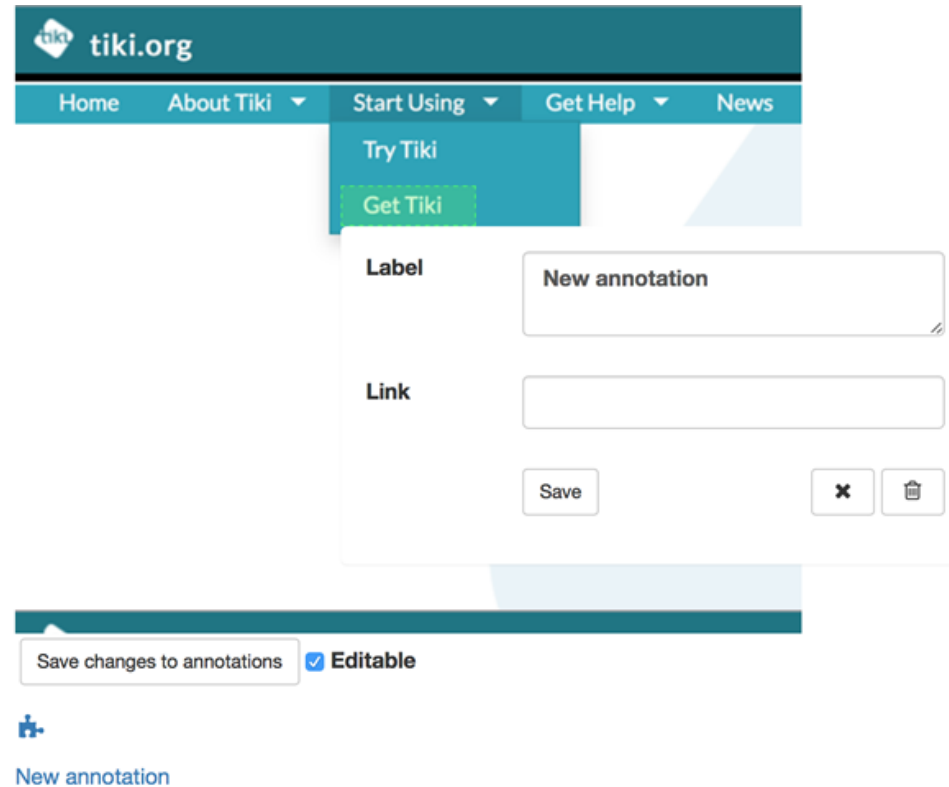 tiki tiki.org
Home About Tiki Start Using Get Help News
Try Tiki
Get Tiki
Label New annotation
Link
Save
Save changes to annotations Editable
New annotation